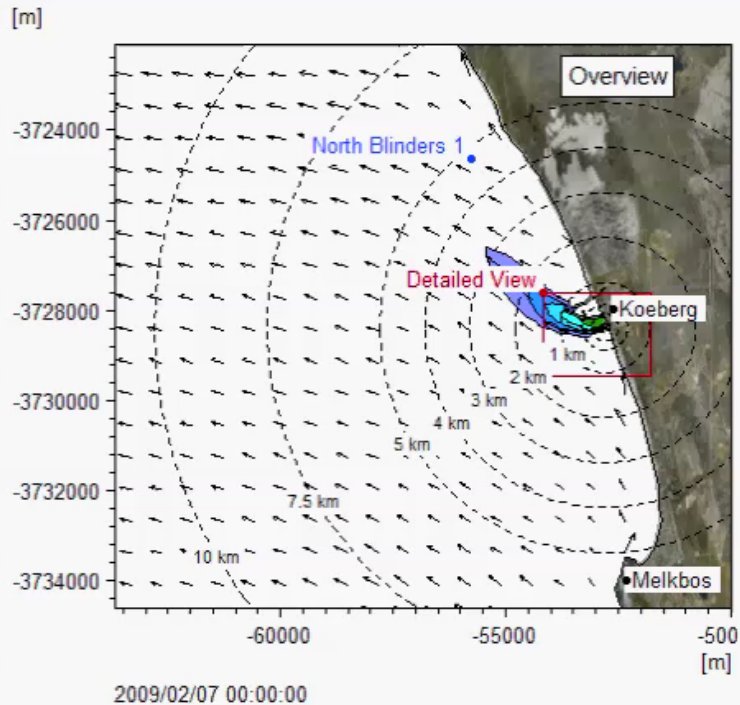 [m]
Overview
-3724000
North Blinders 1
-3726000
Detailed View
-3728000
Koeberg
1 km
2 km
-3730000
3 km
4 km
5 km
-3732000
7.5 km
10 km
-3734000
Melkbos
-60000
-55000
-500
[m]
2009/02/07 00:00:00